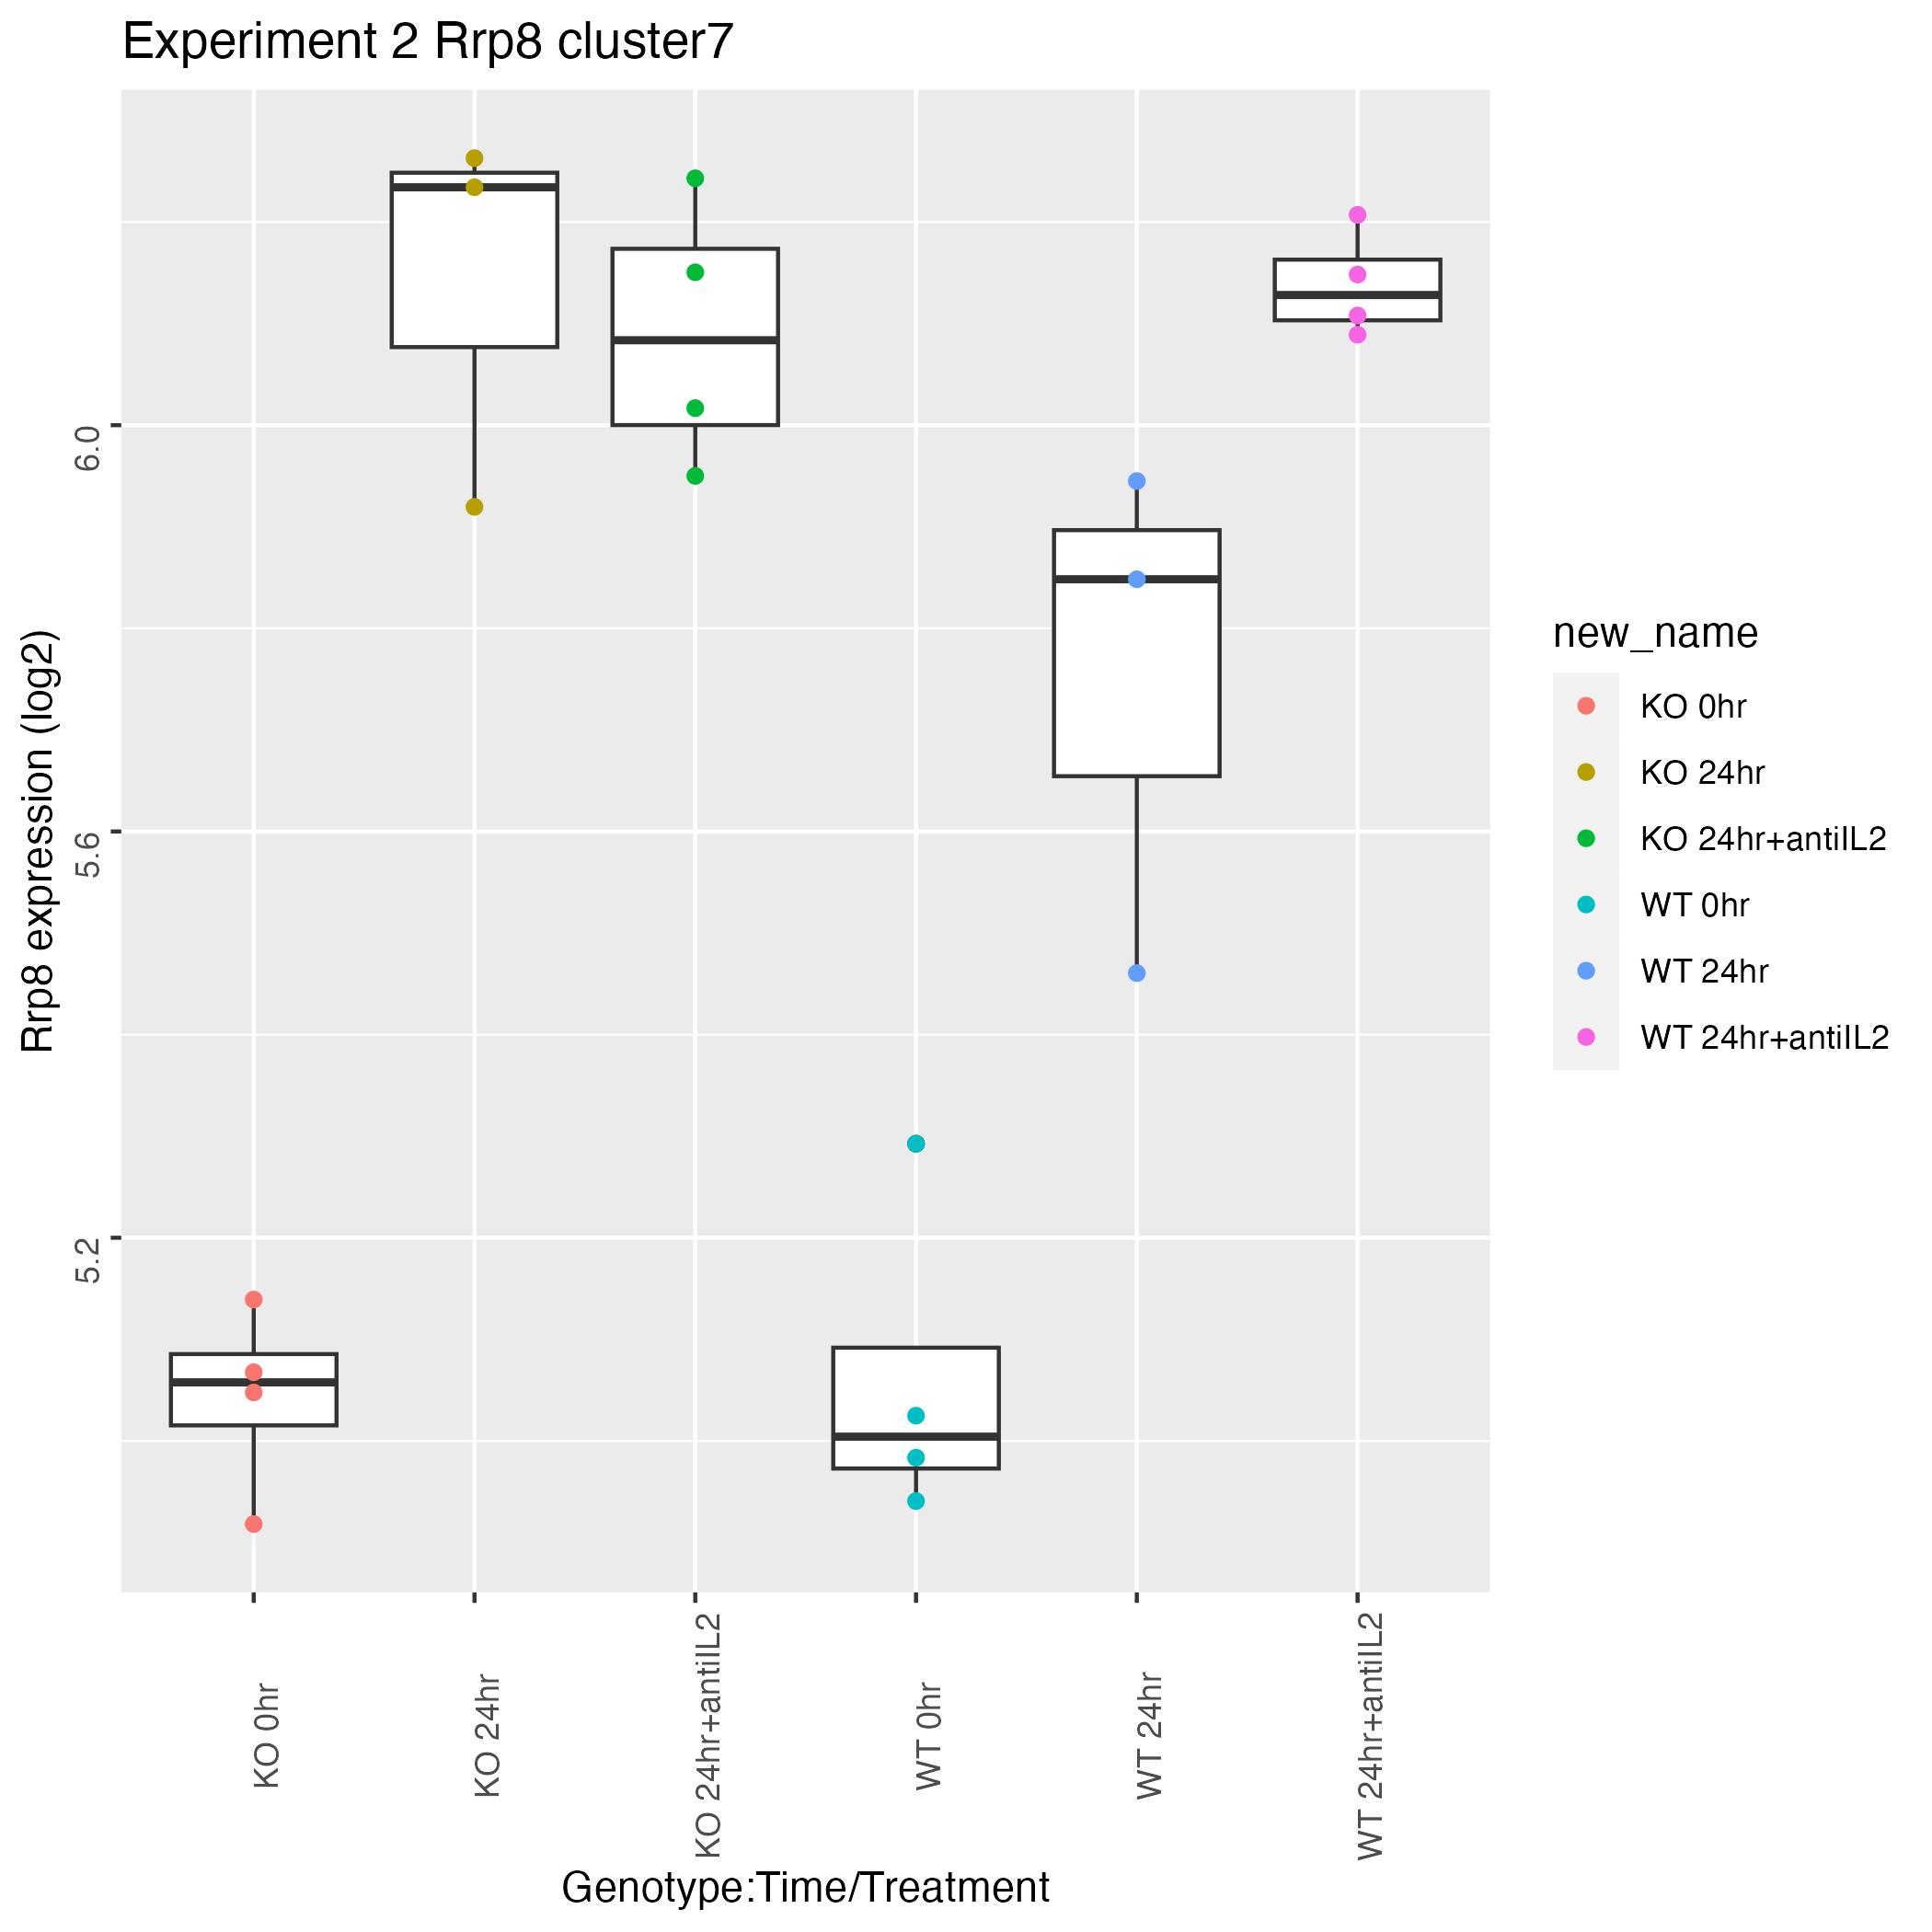 Experiment 2 Rrp8 cluster7
Rrp8 expression (log2)
6.0
5.6
5.2
KO 0hr
KO 24hr
KO 24hr+antiIL2
WT 0hr
WT 24hr
WT 24hr+antiIL2
Genotype:Time/Treatment
new_name
KO 0hr
KO 24hr
KO 24hr+antiIL2
WT 0hr
WT 24hr
WT 24hr+antiIL2